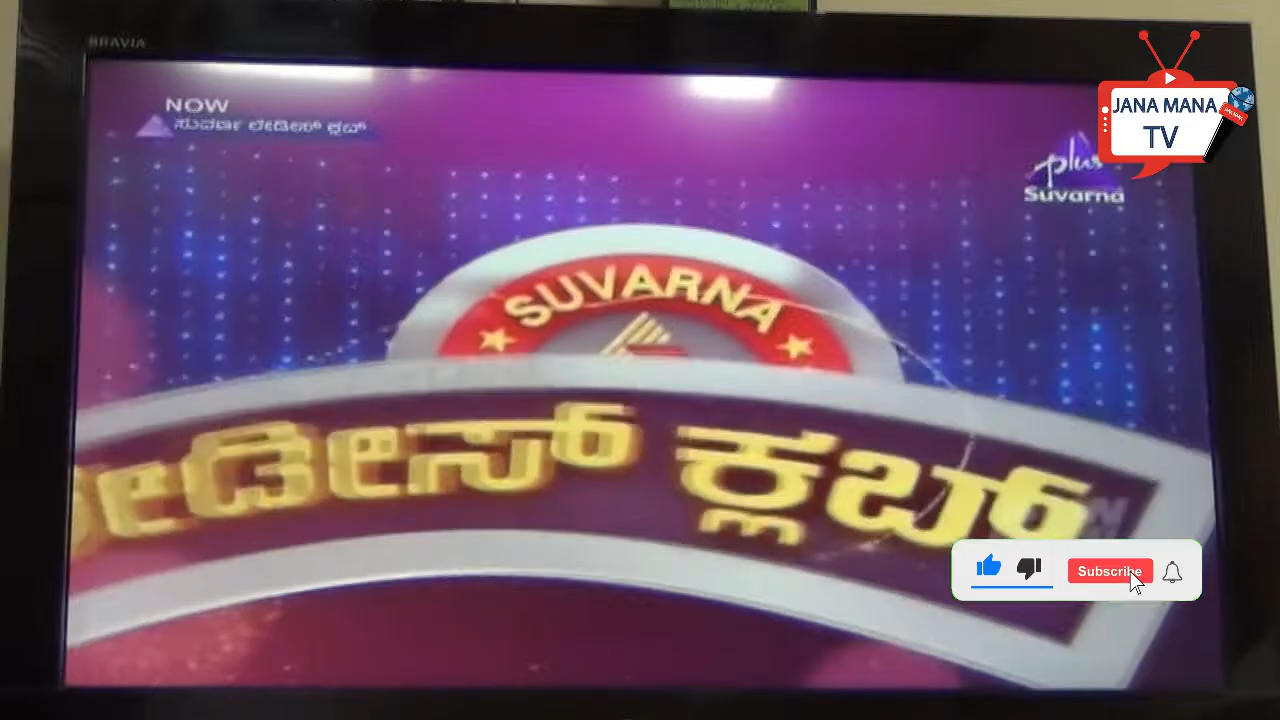 BRAVIA
NOW
ಸುವರ್ಣ ಲೇಡೀಸ್ ಕ್ಲಬ್
JANA MANA
TV
plus
Suvarna
SUVARNA
ಲೇಡೀಸ್ ಕ್ಲಬ್
Subscribe